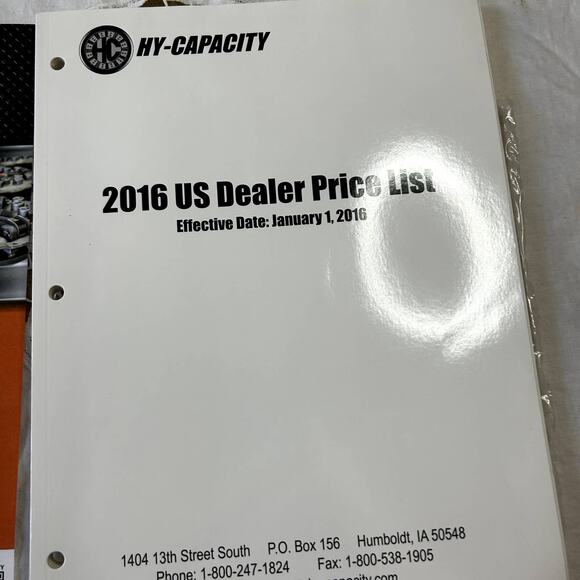 HC
HY-CAPACITY
2016 US Dealer Price List
Effective Date: January 1, 2016
1404 13th Street South P.O. Box 156 Humboldt, IA 50548
Phone: 1-800-247-1824 Fax: 1-800-538-1905